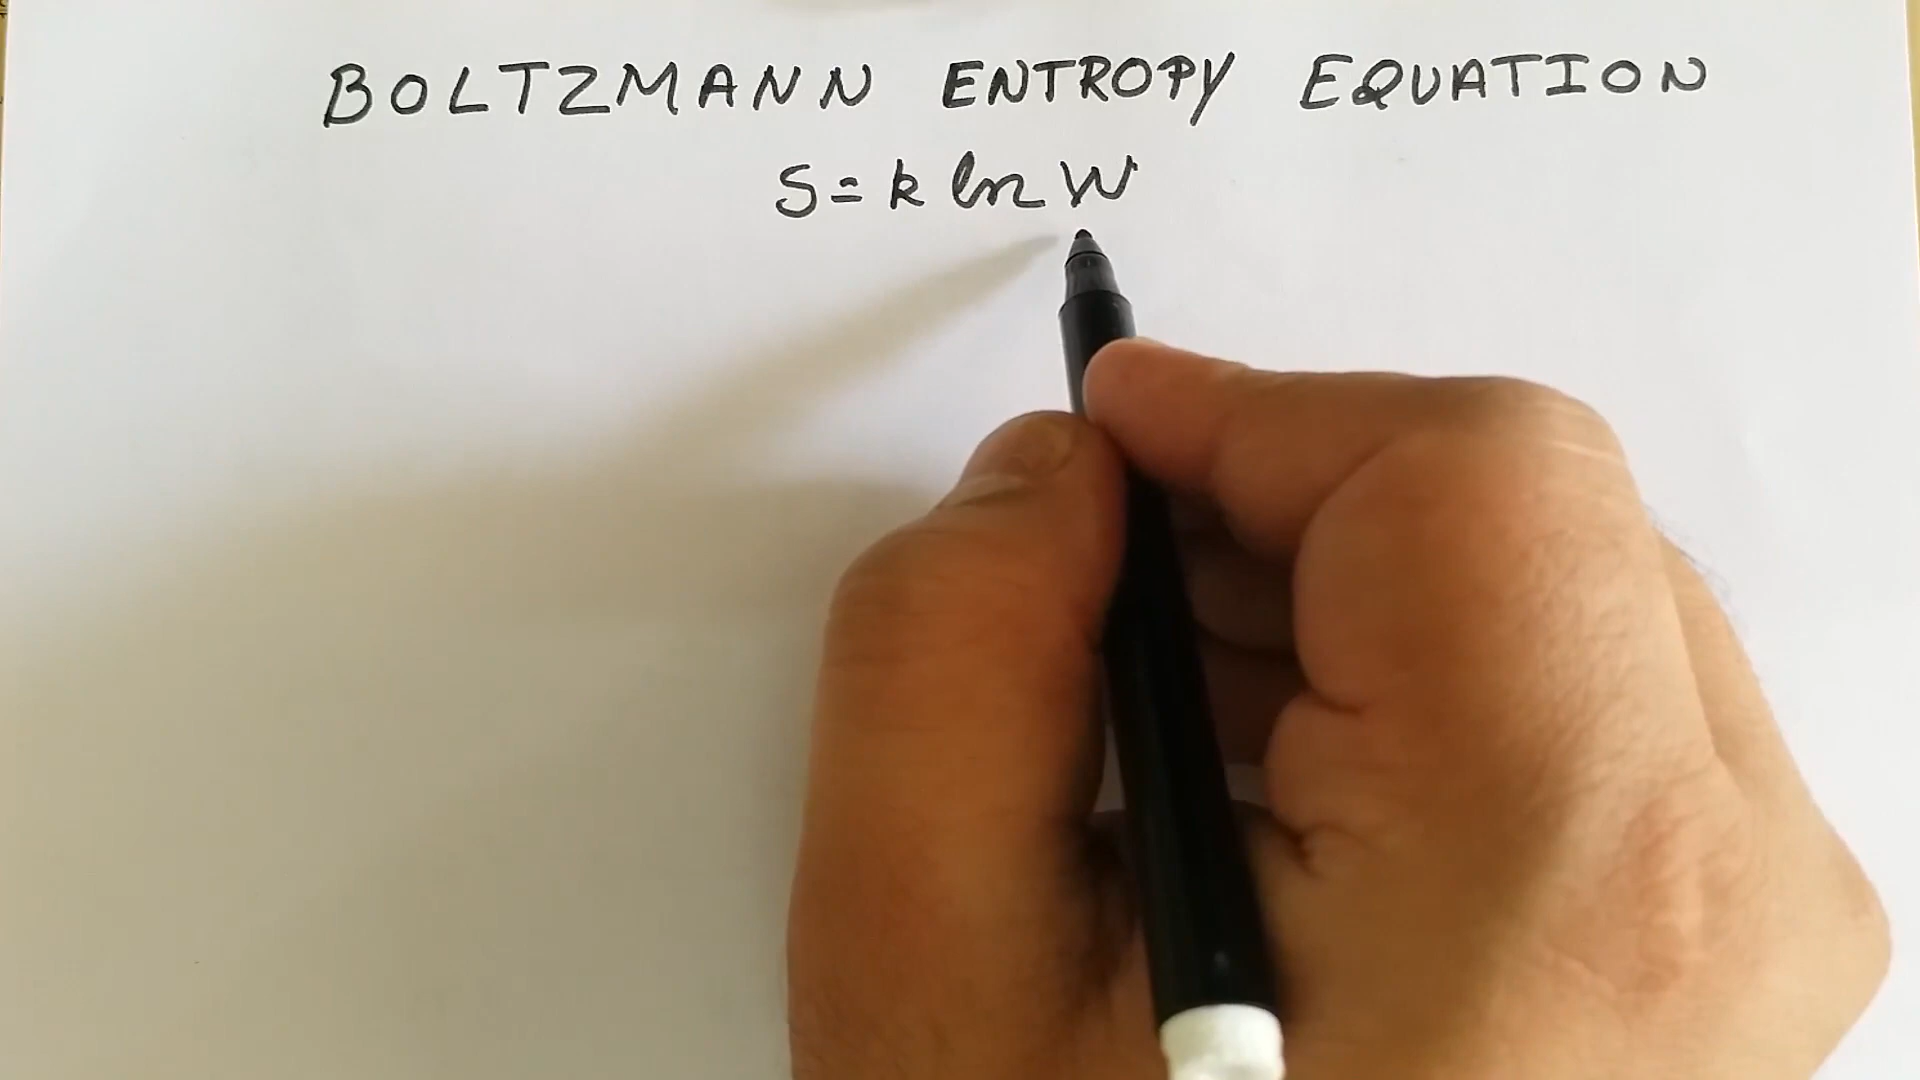 BOLTZMANN ENTROPY EQUATION
S = k ln W